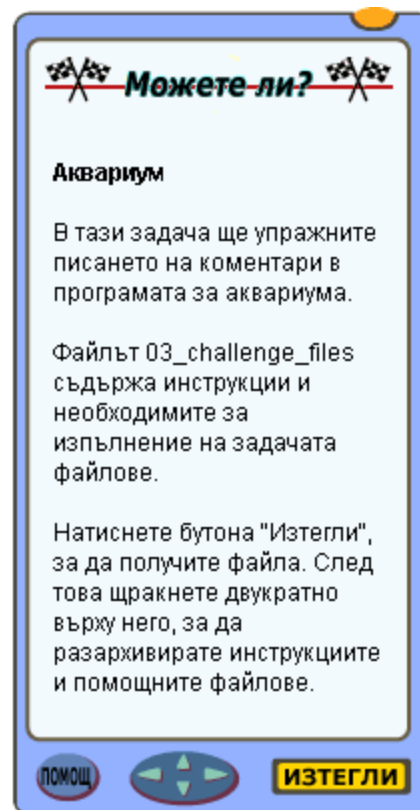 Можете ли?
Аквариум
В тази задача ще упражните
писането на коментари в
програмата за аквариума.
Файлът 03_challenge_files
съдържа инструкции и
необходимите за
изпълнение на задачата
файлове.
Натиснете бутона "Изтегли",
за да получите файла. След
това щракнете двукратно
върху него, за да
разархивирате инструкциите
и помощните файлове.
ПОМОЩ
ИЗТЕГЛИ